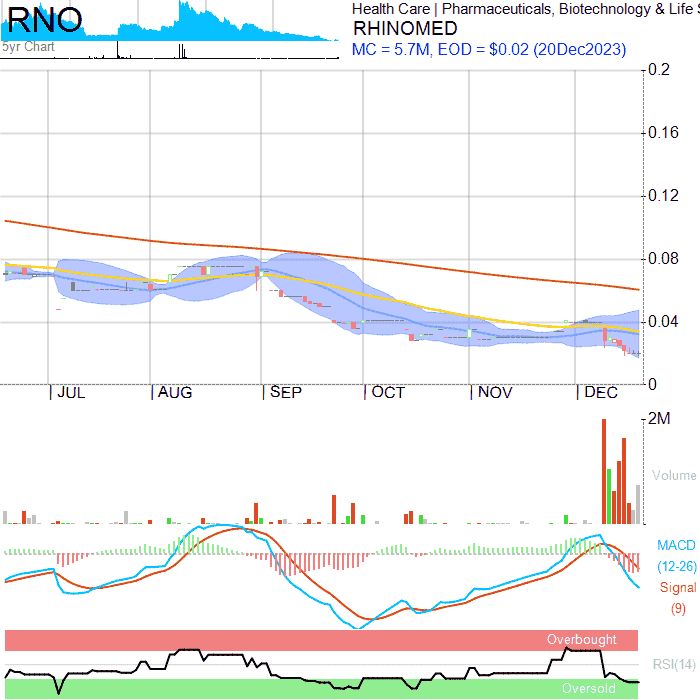 RNO
5yr Chart
Health Care | Pharmaceuticals, Biotechnology & Life
RHINOMED
MC = 5.7M, EOD = $0.02 (20Dec2023)
0.2
0.16
0.12
0.08
0.04
0
JUL AUG SEP OCT NOV DEC
2M
Volume
MACD
(12-26)
Signal
(9)
Overbought
RSI(14)
Oversold